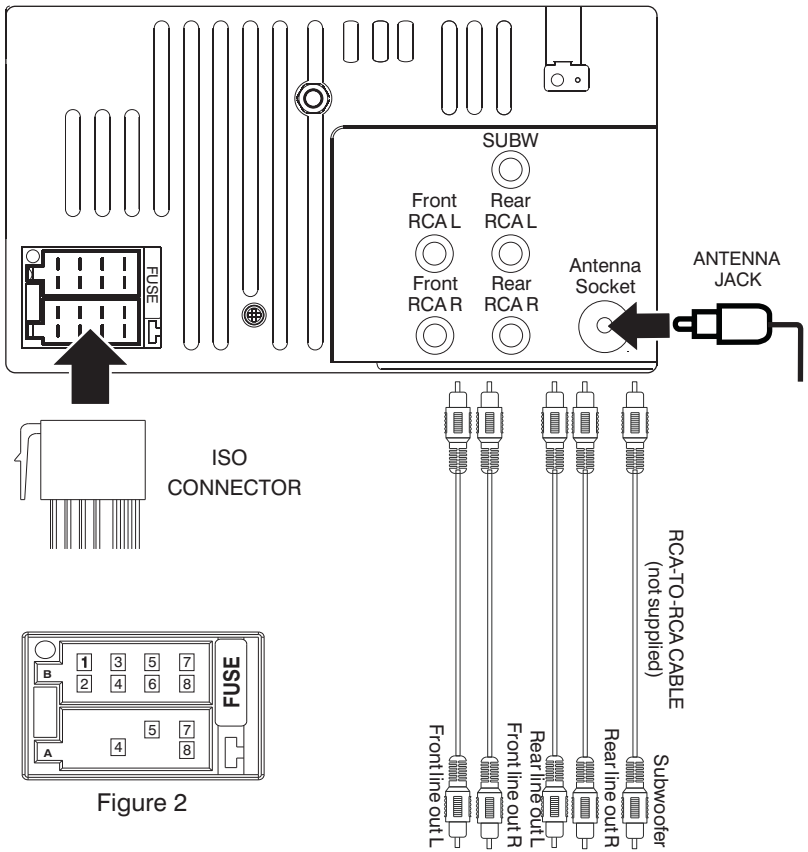 SUBW
Front
RCA L
Rear
RCA L
Front
RCA R
Rear
RCA R
Antenna
Socket
ANTENNA
JACK
FUSE
ISO
CONNECTOR
RCA-TO-RCA CABLE
(not supplied)
B
1 3 5 7
2 4 6 8
5 7
A
4 8
FUSE
Figure 2
Front line out L
Front line out R
Rear line out L
Rear line out R
Subwoofer